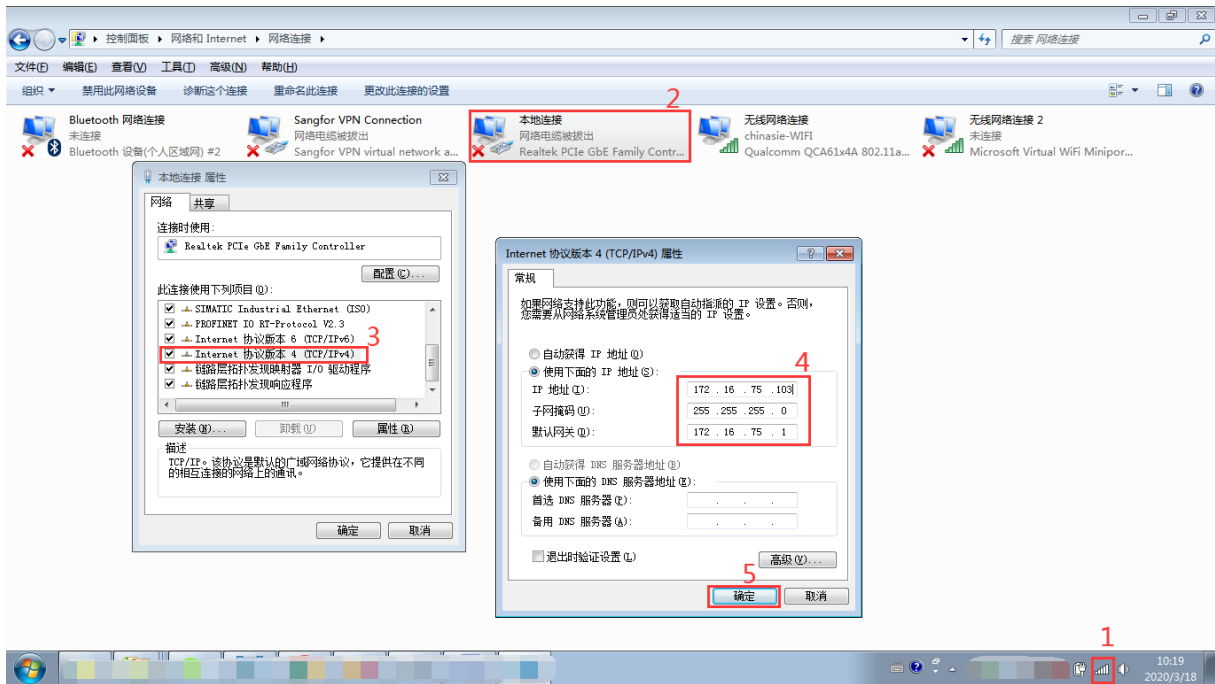 控制面板 ▸ 网络和 Internet ▸ 网络连接 ▸
搜索 网络连接
文件(F) 编辑(E) 查看(V) 工具(T) 高级(N) 帮助(H)
组织 ▾ 禁用此网络设备 诊断这个连接 重命名此连接 更改此连接的设置
2
Bluetooth 网络连接
未连接
Bluetooth 设备(个人区域网) #2
Sangfor VPN Connection
网络电缆被拔出
Sangfor VPN virtual network a...
本地连接
网络电缆被拔出
Realtek PCIe GbE Family Contr...
无线网络连接
chinasie-WIFI
Qualcomm QCA61x4A 802.11a...
无线网络连接 2
未连接
Microsoft Virtual WiFi Minipor...
本地连接 属性
网络 共享
连接时使用:
Realtek PCIe GbE Family Controller
配置(C)...
此连接使用下列项目(O):
SIMATIC Industrial Ethernet (ISO)
PROFINET IO RT-Protocol V2.3
Internet 协议版本 6 (TCP/IPv6)
3
Internet 协议版本 4 (TCP/IPv4)
链路层拓扑发现映射器 I/O 驱动程序
链路层拓扑发现响应程序
安装(N)... 卸载(U) 属性(R)
描述
TCP/IP。该协议是默认的广域网络协议，它提供在不同
的相互连接的网络上的通讯。
确定 取消
Internet 协议版本 4 (TCP/IPv4) 属性
常规
如果网络支持此功能，则可以获取自动指派的 IP 设置。否则，
您需要从网络系统管理员处获得适当的 IP 设置。
自动获得 IP 地址(O)
使用下面的 IP 地址(S):
4
IP 地址(I): 172 . 16 . 75 .103
子网掩码(U): 255 .255 .255 . 0
默认网关(D): 172 . 16 . 75 . 1
自动获得 DNS 服务器地址(B)
使用下面的 DNS 服务器地址(E):
首选 DNS 服务器(P):
备用 DNS 服务器(A):
退出时验证设置(L)
高级(V)...
5
确定 取消
1
10:19
2020/3/18